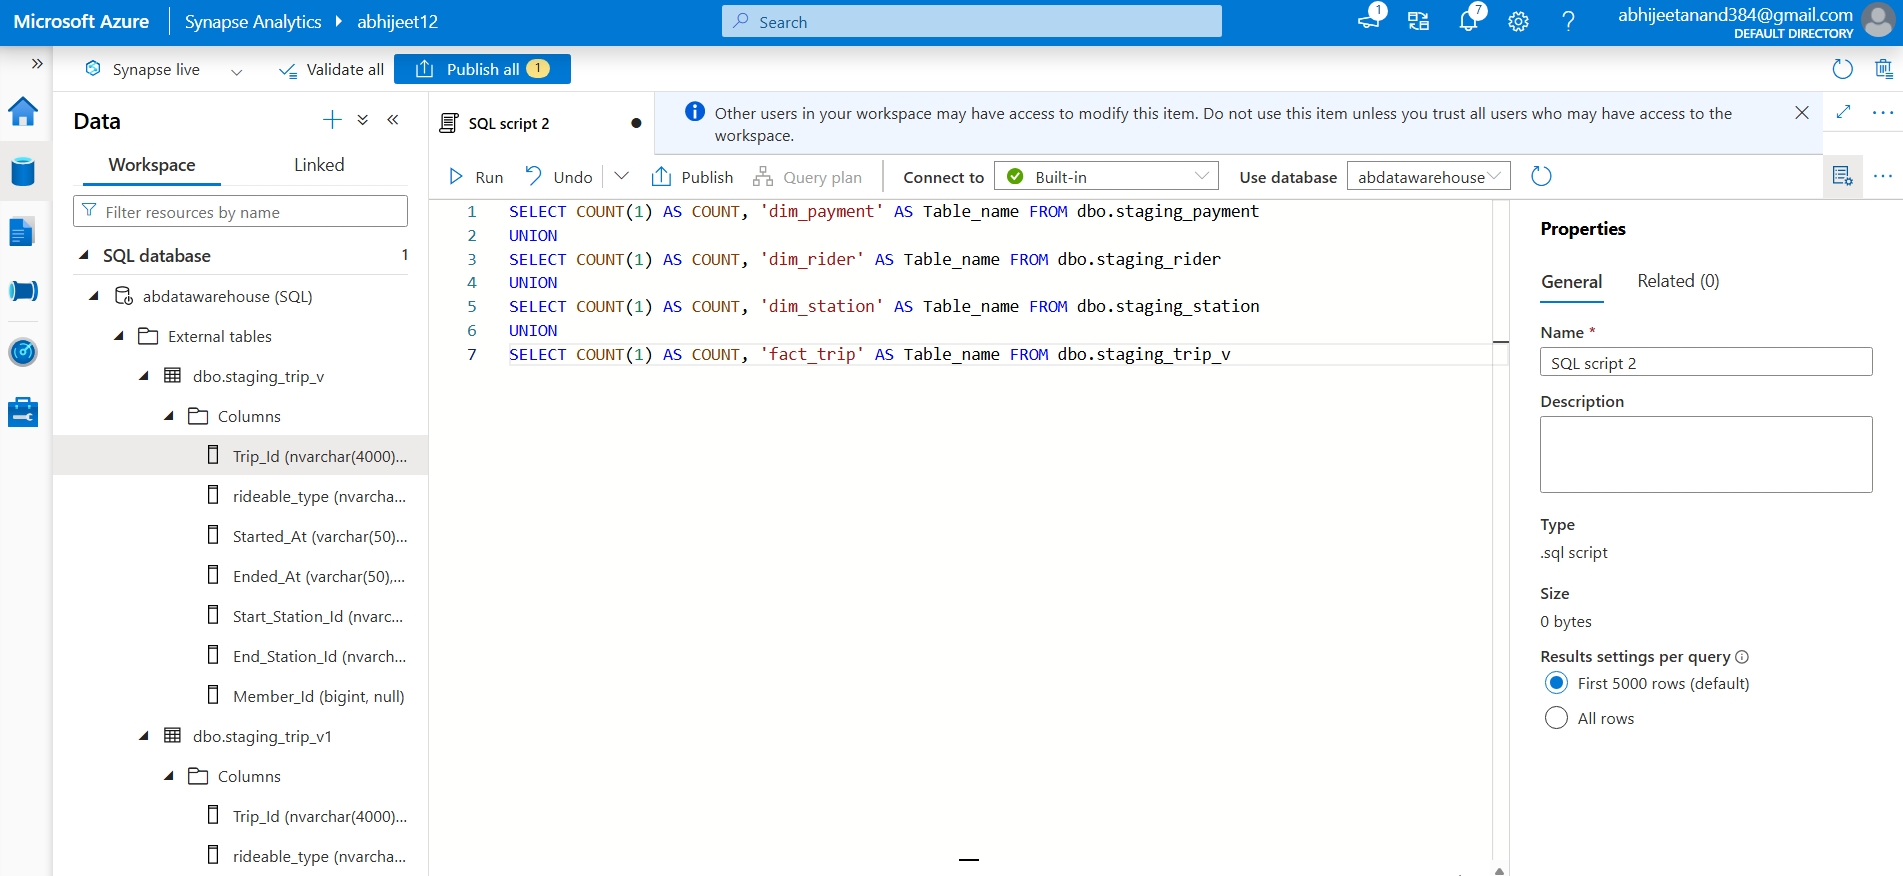 Microsoft Azure
Synapse Analytics
abhijeet12
Search
1
7
abhijeetanand384@gmail.com
DEFAULT DIRECTORY
Synapse live
Validate all
Publish all 1
Data
Workspace
Linked
Filter resources by name
SQL database 1
abdatawarehouse (SQL)
External tables
dbo.staging_trip_v
Columns
Trip_Id (nvarchar(4000)...
rideable_type (nvarcha...
Started_At (varchar(50)...
Ended_At (varchar(50),...
Start_Station_Id (nvarc...
End_Station_Id (nvarch...
Member_Id (bigint, null)
dbo.staging_trip_v1
Columns
Trip_Id (nvarchar(4000)...
rideable_type (nvarcha...
SQL script 2
Other users in your workspace may have access to modify this item. Do not use this item unless you trust all users who may have access to the
workspace.
Run
Undo
Publish
Query plan
Connect to
Built-in
Use database
abdatawarehouse
1 SELECT COUNT(1) AS COUNT, 'dim_payment' AS Table_name FROM dbo.staging_payment
2 UNION
3 SELECT COUNT(1) AS COUNT, 'dim_rider' AS Table_name FROM dbo.staging_rider
4 UNION
5 SELECT COUNT(1) AS COUNT, 'dim_station' AS Table_name FROM dbo.staging_station
6 UNION
7 SELECT COUNT(1) AS COUNT, 'fact_trip' AS Table_name FROM dbo.staging_trip_v
Properties
General
Related (0)
Name *
SQL script 2
Description
Type
.sql script
Size
0 bytes
Results settings per query
First 5000 rows (default)
All rows